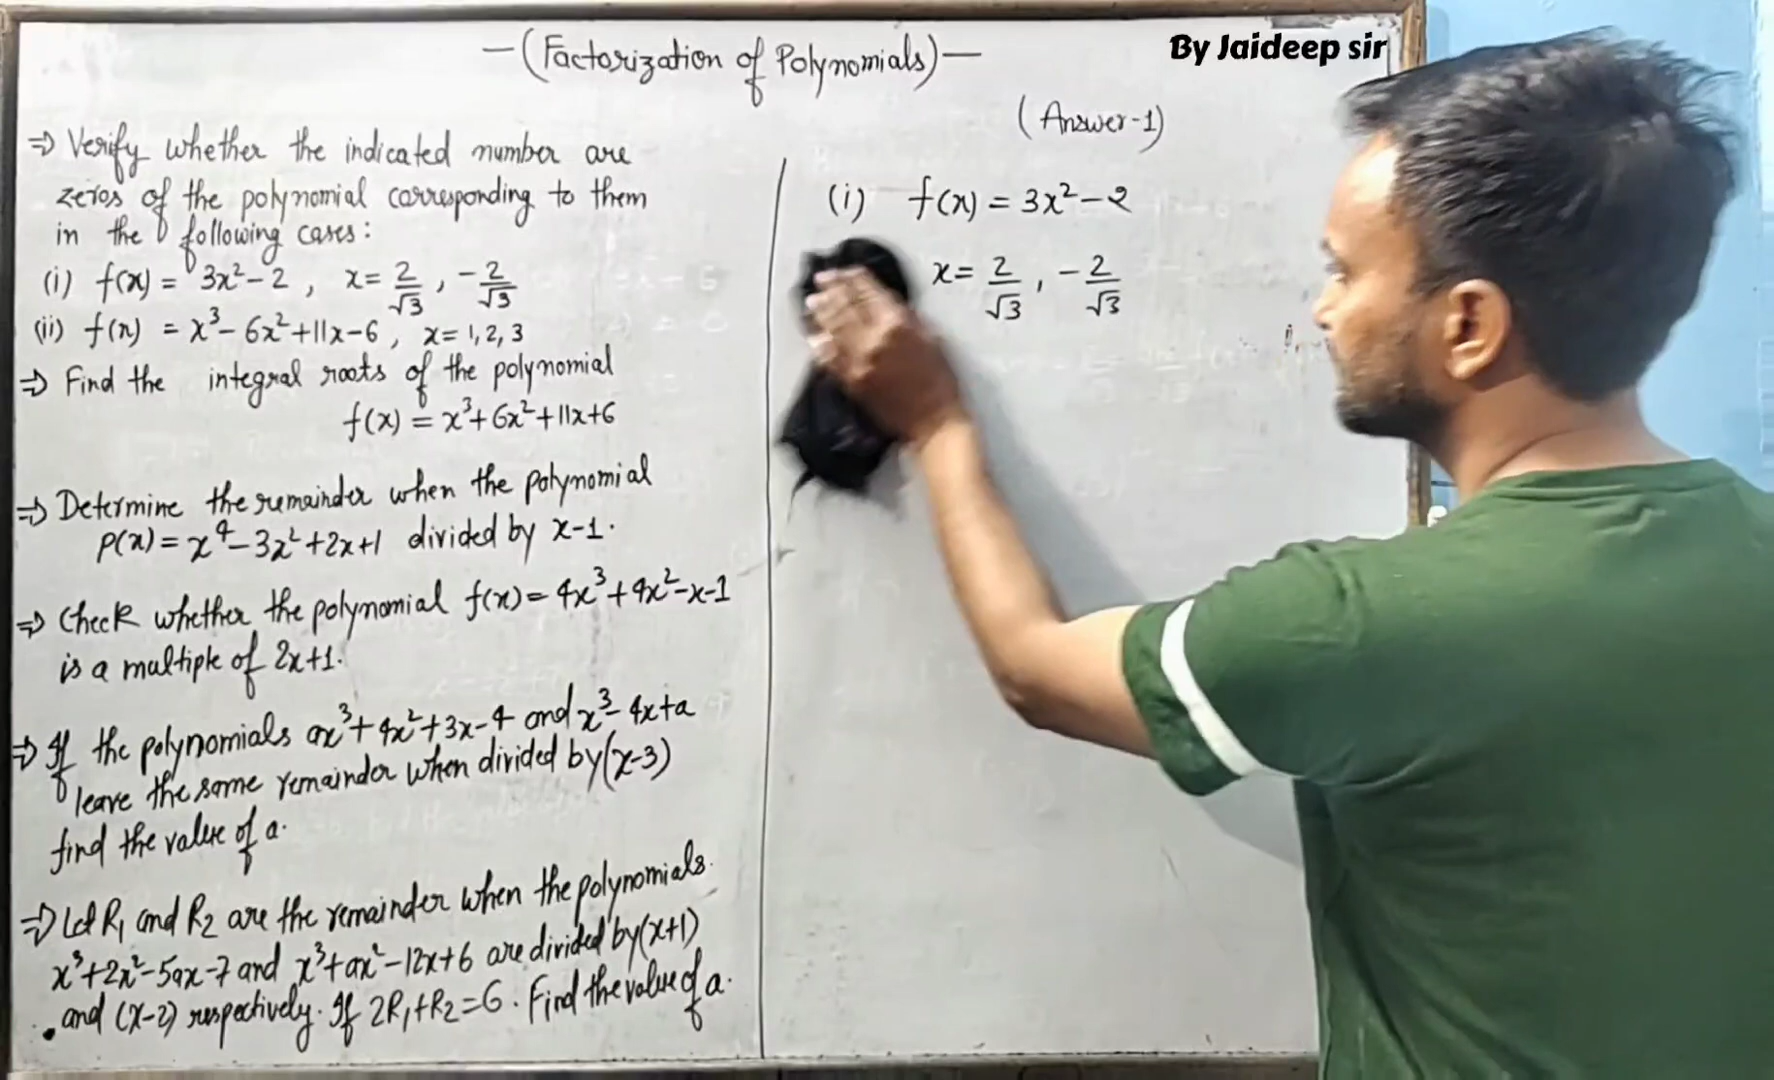 —(Factorization of Polynomials)—
By Jaideep sir
⇒ Verify whether the indicated number are
zeros of the polynomial corresponding to them
in the following cases:
(i) f(x) = 3x² - 2 , x = 2/√3 , - 2/√3
(ii) f(x) = x³ - 6x² + 11x - 6 , x = 1, 2, 3
⇒ Find the integral roots of the polynomial
f(x) = x³ + 6x² + 11x + 6
⇒ Determine the remainder when the polynomial
P(x) = x⁴ - 3x² + 2x + 1 divided by x - 1.
⇒ Check whether the polynomial f(x) = 4x³ + 4x² - x - 1
is a multiple of 2x + 1.
⇒ If the polynomials ax³ + 4x² + 3x - 4 and x³ - 4x + a
leave the same remainder when divided by (x-3)
find the value of a.
⇒ Let R₁ and R₂ are the remainder when the polynomials.
x³ + 2x² - 5ax - 7 and x³ + ax² - 12x + 6 are divided by (x+1)
and (x-2) respectively. If 2R₁ + R₂ = 6. Find the value of a.
(Answer-1)
(i) f(x) = 3x² - 2
x = 2/√3 , - 2/√3